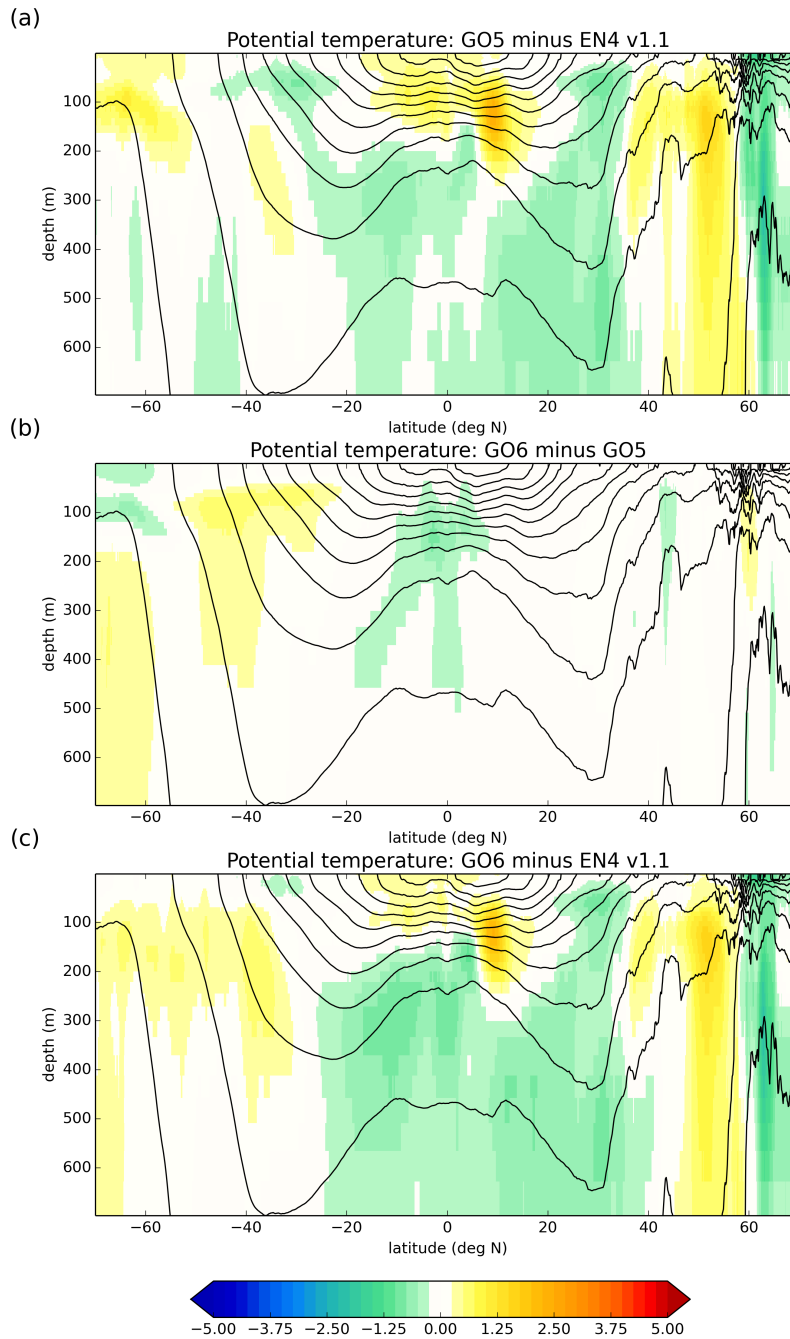 (a)
Potential temperature: GO5 minus EN4 v1.1
100
200
300
400
500
600
depth (m)
−60 −40 −20 0 20 40 60
latitude (deg N)
(b)
Potential temperature: GO6 minus GO5
100
200
300
400
500
600
depth (m)
−60 −40 −20 0 20 40 60
latitude (deg N)
(c)
Potential temperature: GO6 minus EN4 v1.1
100
200
300
400
500
600
depth (m)
−60 −40 −20 0 20 40 60
latitude (deg N)
−5.00 −3.75 −2.50 −1.25 0.00 1.25 2.50 3.75 5.00